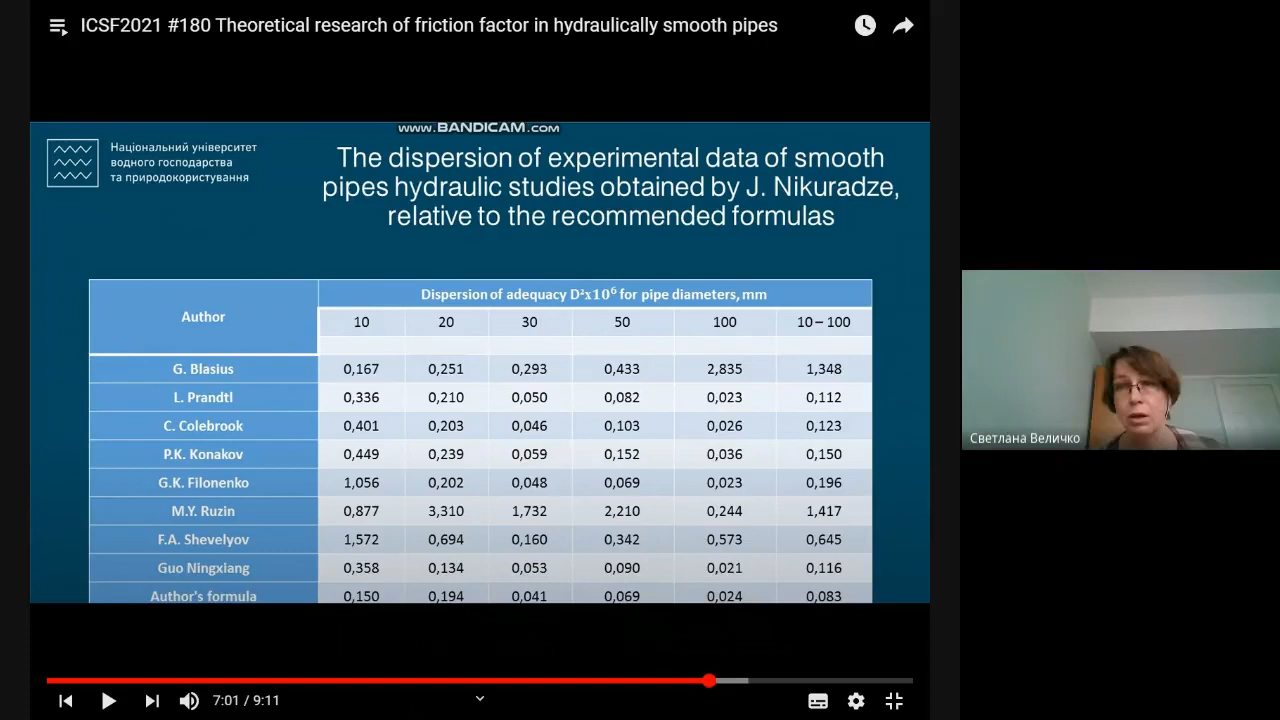 ICSF2021 #180 Theoretical research of friction factor in hydraulically smooth pipes
www.BANDICAM.com
Національний університет
водного господарства
та природокористування
The dispersion of experimental data of smooth
pipes hydraulic studies obtained by J. Nikuradze,
relative to the recommended formulas
Author
Dispersion of adequacy D²x10⁶ for pipe diameters, mm
10 20 30 50 100 10 – 100
G. Blasius 0,167 0,251 0,293 0,433 2,835 1,348
L. Prandtl 0,336 0,210 0,050 0,082 0,023 0,112
C. Colebrook 0,401 0,203 0,046 0,103 0,026 0,123
P.K. Konakov 0,449 0,239 0,059 0,152 0,036 0,150
G.K. Filonenko 1,056 0,202 0,048 0,069 0,023 0,196
M.Y. Ruzin 0,877 3,310 1,732 2,210 0,244 1,417
F.A. Shevelyov 1,572 0,694 0,160 0,342 0,573 0,645
Guo Ningxiang 0,358 0,134 0,053 0,090 0,021 0,116
Author's formula 0,150 0,194 0,041 0,069 0,024 0,083
Светлана Величко
7:01 / 9:11